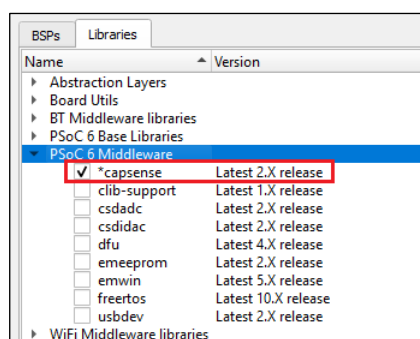 BSPs Libraries
Name Version
Abstraction Layers
Board Utils
BT Middleware libraries
PSoC 6 Base Libraries
PSoC 6 Middleware
*capsense Latest 2.X release
clib-support Latest 1.X release
csdadc Latest 2.X release
csdidac Latest 2.X release
dfu Latest 4.X release
emeeprom Latest 2.X release
emwin Latest 5.X release
freertos Latest 10.X release
usbdev Latest 2.X release
WiFi Middleware libraries